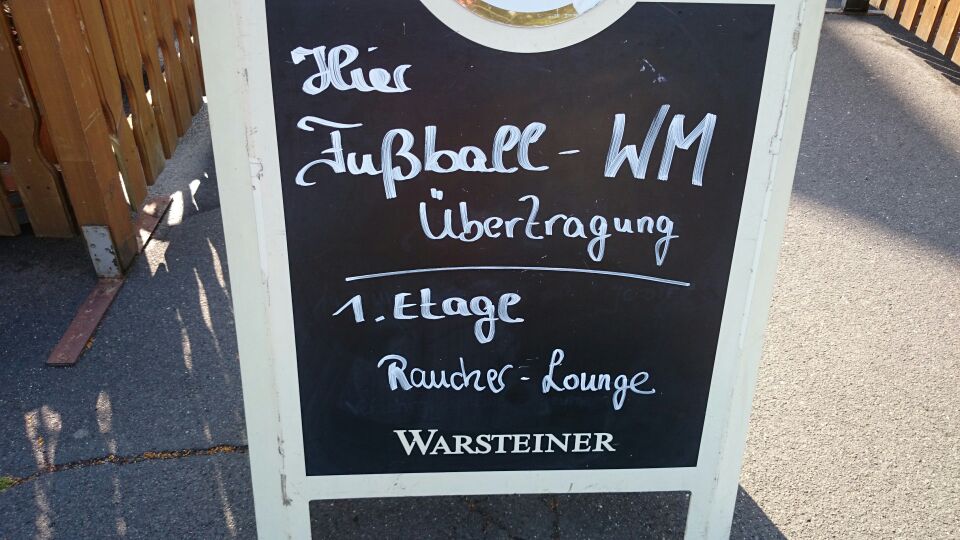 Hier
Fußball - WM
Übertragung
1. Etage
Raucher - Lounge
WARSTEINER